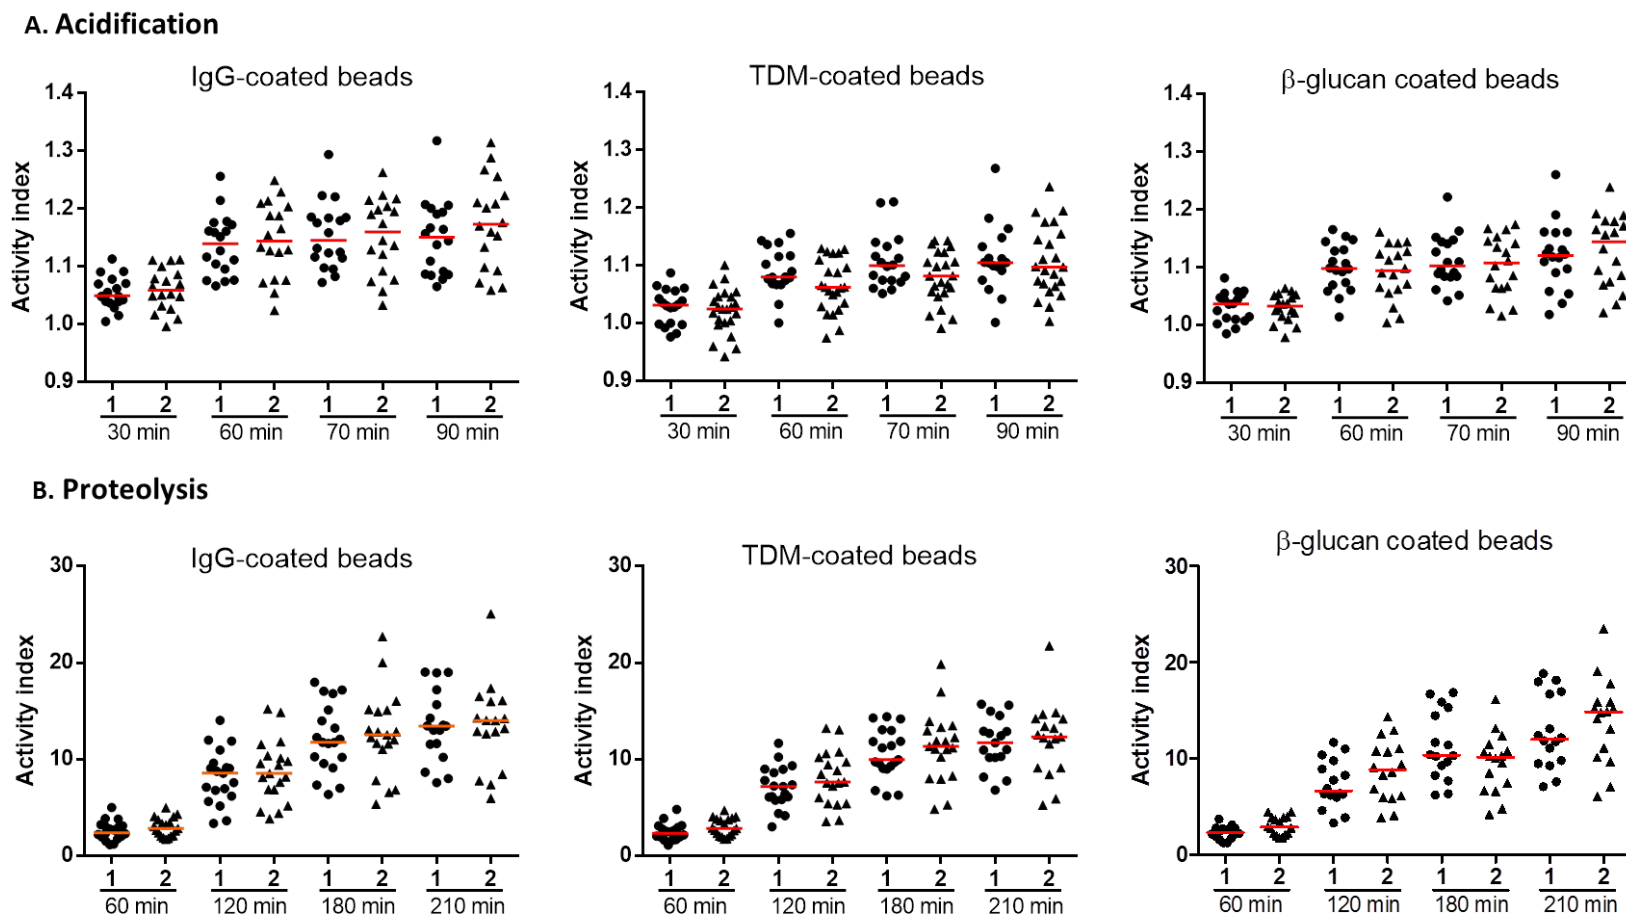 A. Acidification
IgG-coated beads
TDM-coated beads
β-glucan coated beads
Activity index
1.4
1.3
1.2
1.1
1.0
0.9
1 2 1 2 1 2 1 2
30 min 60 min 70 min 90 min
Activity index
1.4
1.3
1.2
1.1
1.0
0.9
1 2 1 2 1 2 1 2
30 min 60 min 70 min 90 min
Activity index
1.4
1.3
1.2
1.1
1.0
0.9
1 2 1 2 1 2 1 2
30 min 60 min 70 min 90 min
B. Proteolysis
IgG-coated beads
TDM-coated beads
β-glucan coated beads
Activity index
30
20
10
0
1 2 1 2 1 2 1 2
60 min 120 min 180 min 210 min
Activity index
30
20
10
0
1 2 1 2 1 2 1 2
60 min 120 min 180 min 210 min
Activity index
30
20
10
0
1 2 1 2 1 2 1 2
60 min 120 min 180 min 210 min